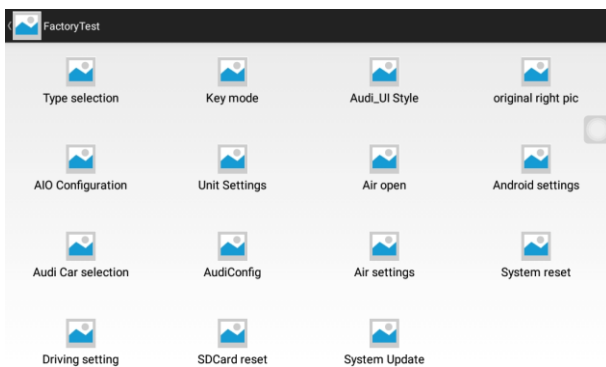 FactoryTest
Type selection Key mode Audi_UI Style original right pic
AIO Configuration Unit Settings Air open Android settings
Audi Car selection AudiConfig Air settings System reset
Driving setting SDCard reset System Update